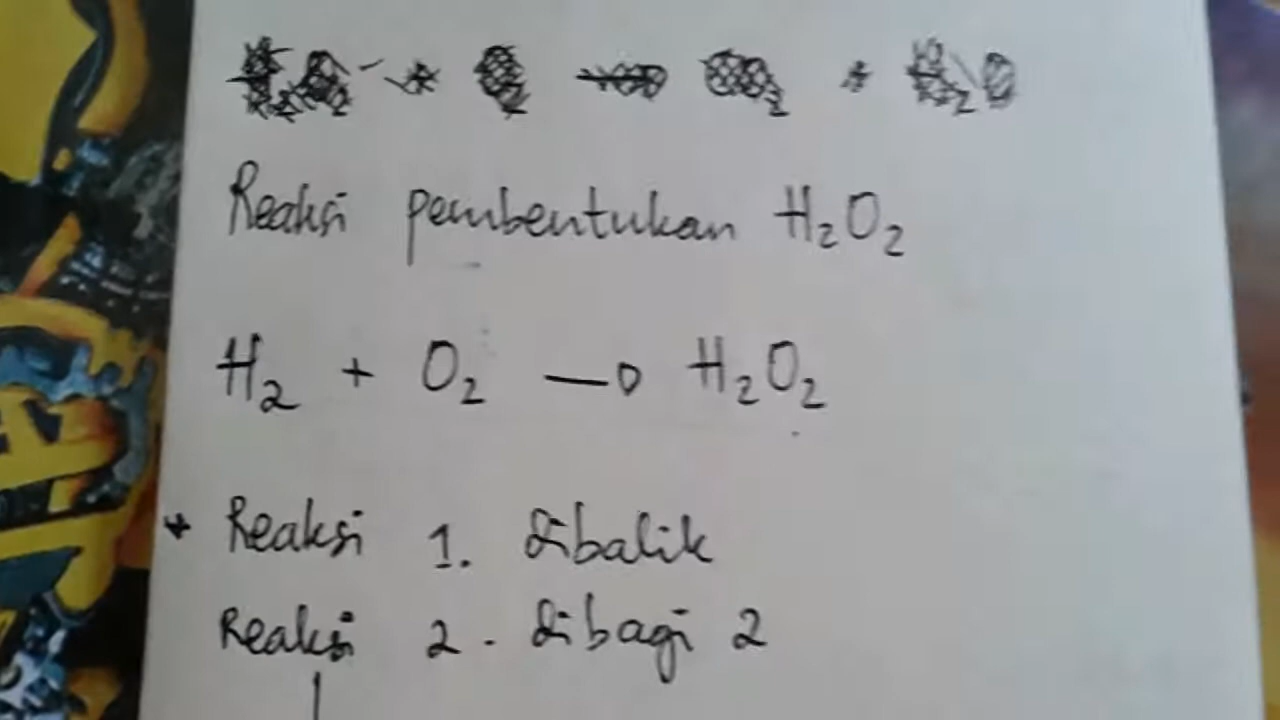 Reaksi pembentukan H₂O₂
H₂ + O₂ → H₂O₂
* Reaksi 1. dibalik
Reaksi 2. dibagi 2